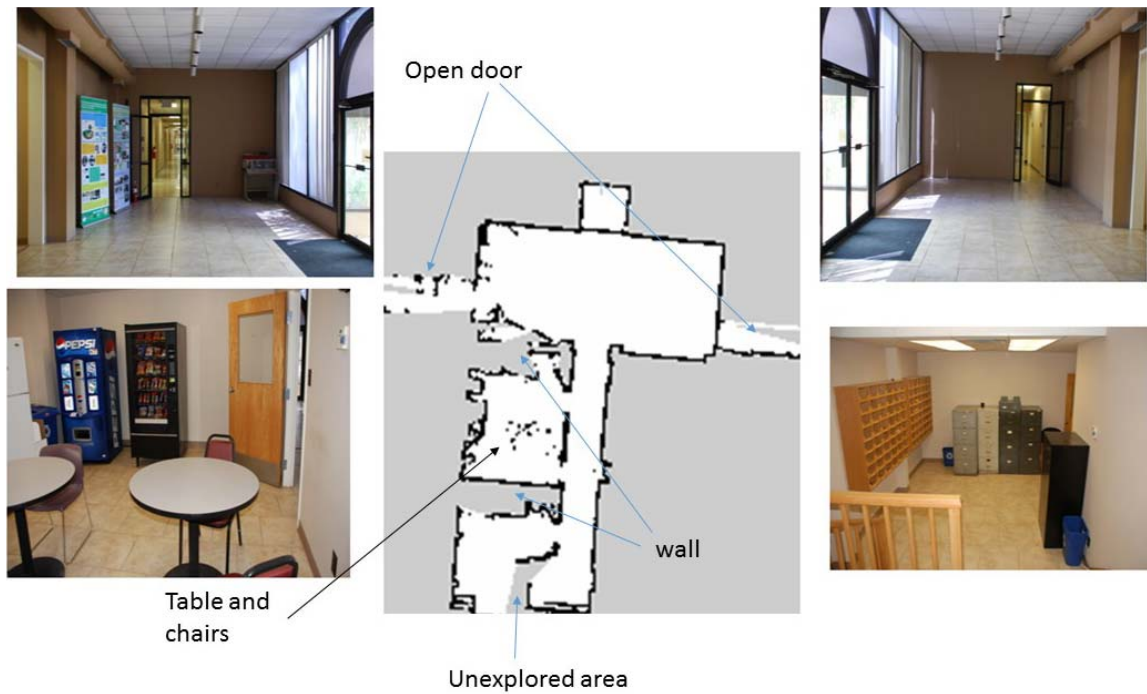 Open door
PEPSI
wall
Table and
chairs
Unexplored area